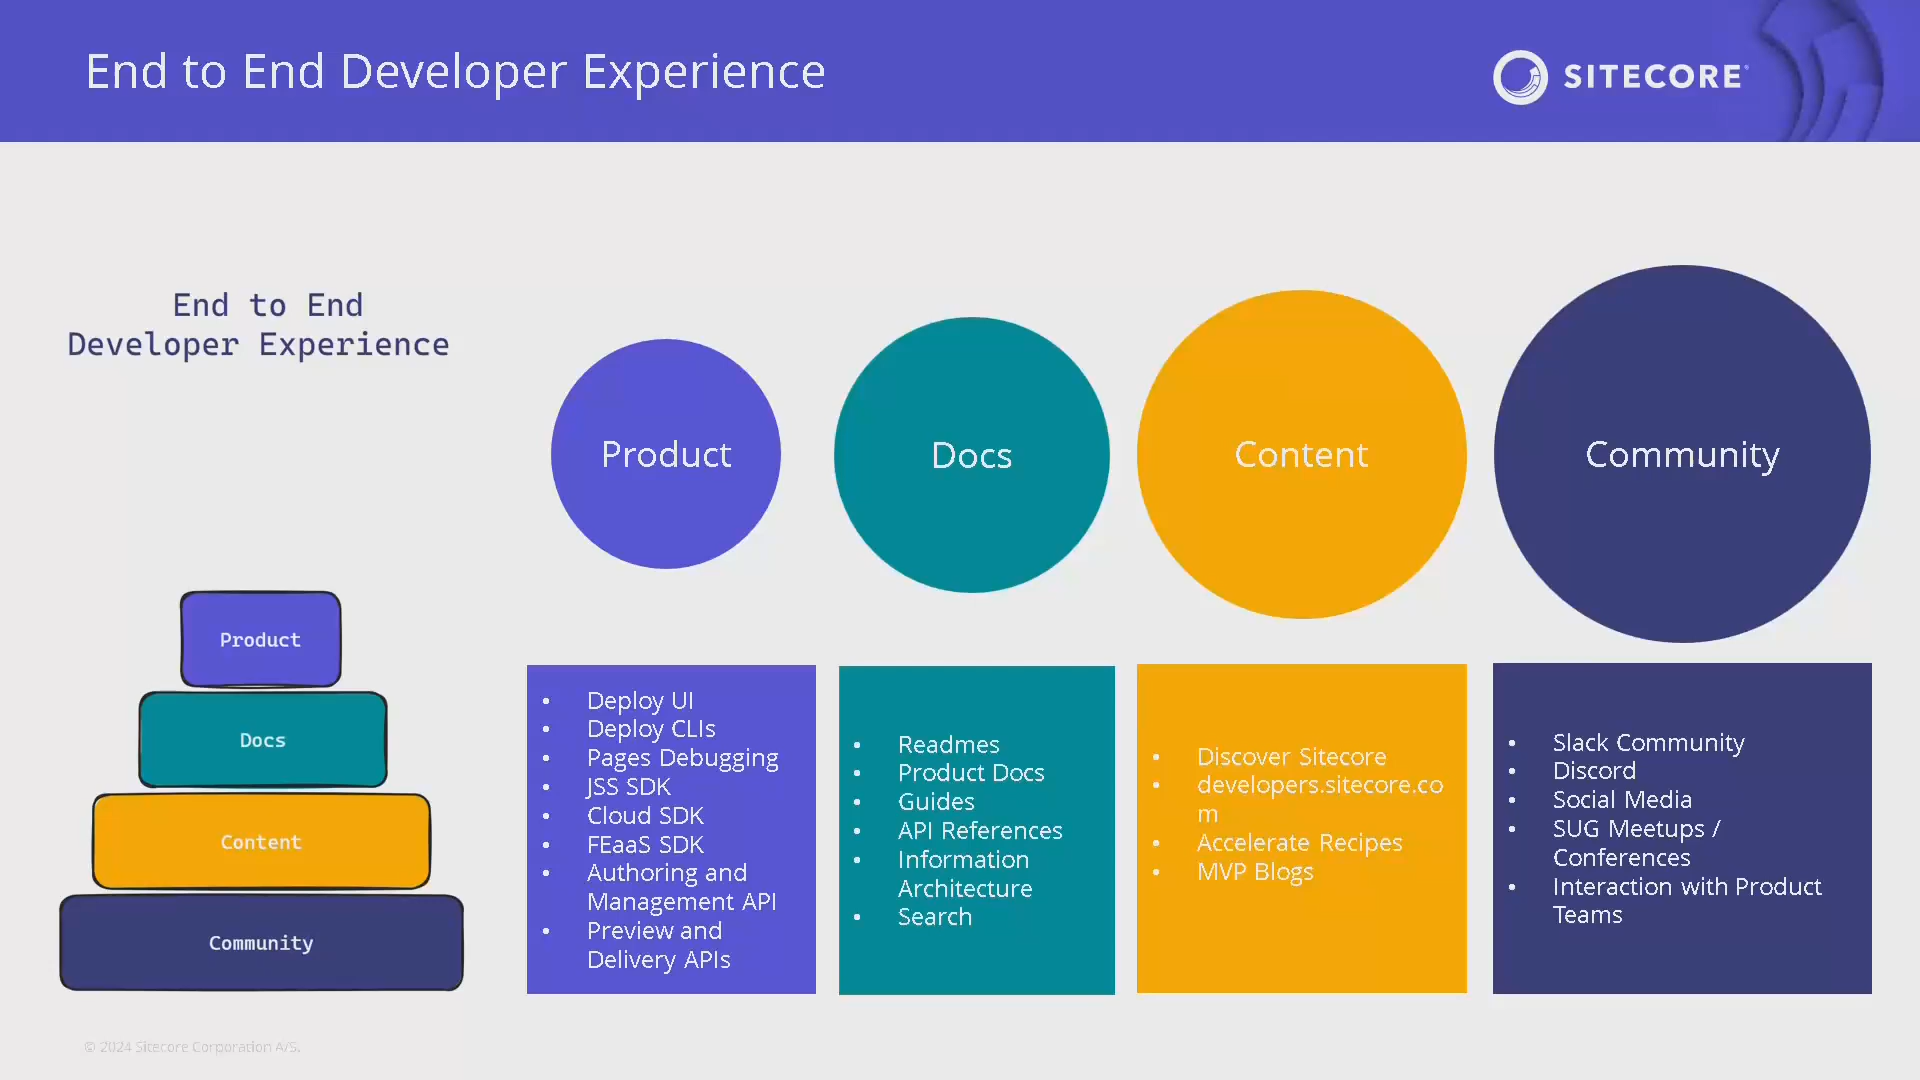 End to End Developer Experience
SITECORE
End to End
Developer Experience
Product
Docs
Content
Community
Product
Docs
Content
Community
• Deploy UI
• Deploy CLIs
• Pages Debugging
• JSS SDK
• Cloud SDK
• FEaaS SDK
• Authoring and
Management API
• Preview and
Delivery APIs
• Readmes
• Product Docs
• Guides
• API References
• Information
Architecture
• Search
• Discover Sitecore
• developers.sitecore.co
m
• Accelerate Recipes
• MVP Blogs
• Slack Community
• Discord
• Social Media
• SUG Meetups /
Conferences
• Interaction with Product
Teams
© 2024 Sitecore Corporation A/S.